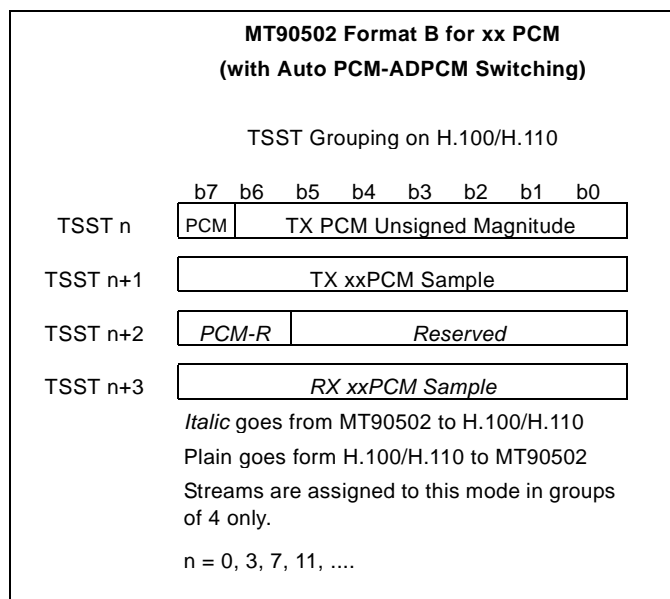 MT90502 Format B for xx PCM
(with Auto PCM-ADPCM Switching)
TSST Grouping on H.100/H.110
b7 b6 b5 b4 b3 b2 b1 b0
TSST n PCM TX PCM Unsigned Magnitude
TSST n+1 TX xxPCM Sample
TSST n+2 PCM-R Reserved
TSST n+3 RX xxPCM Sample
Italic goes from MT90502 to H.100/H.110
Plain goes form H.100/H.110 to MT90502
Streams are assigned to this mode in groups
of 4 only.
n = 0, 3, 7, 11, ....